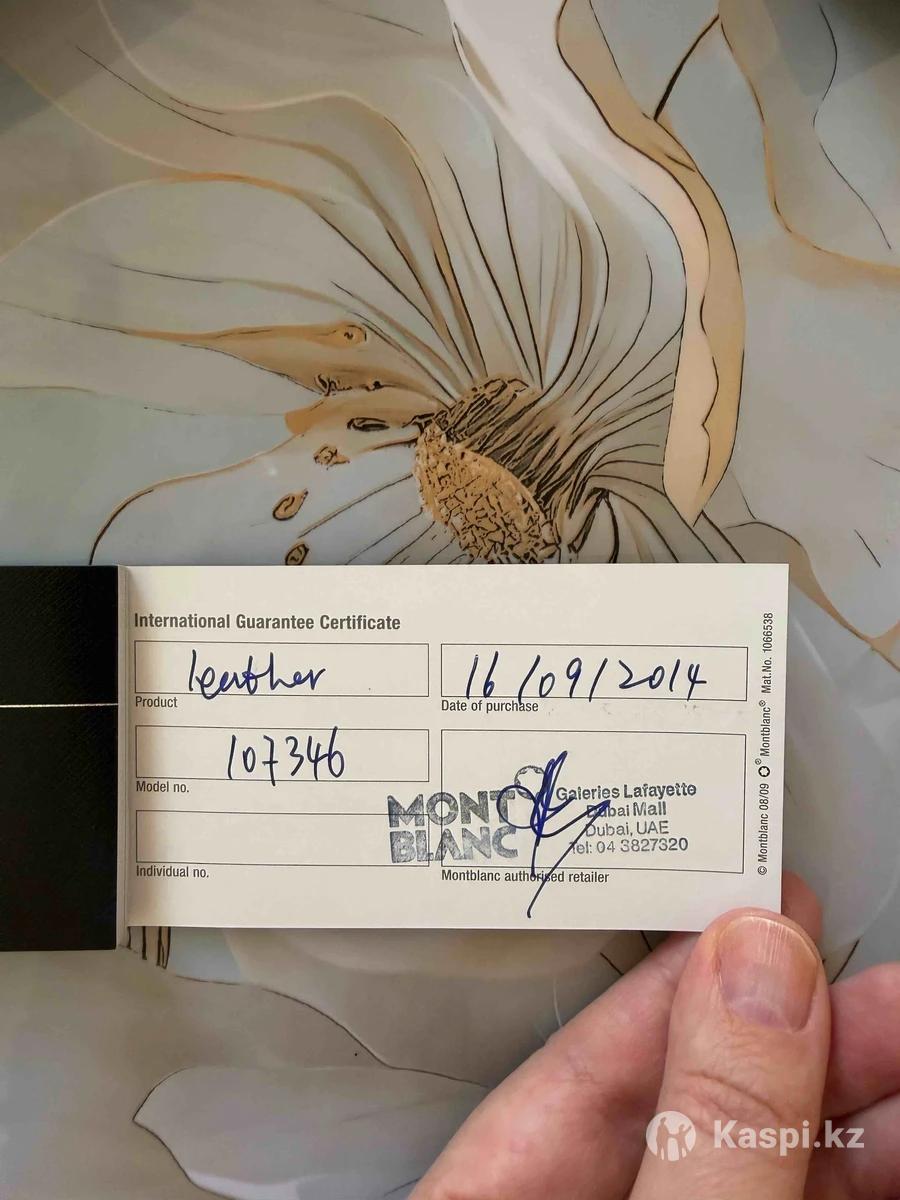 International Guarantee Certificate
leather
Product
16/09/2014
Date of purchase
107346
Model no.
Individual no.
MONT
BLANC
Galeries Lafayette
Dubai Mall
Dubai, UAE
Tel: 04 3827320
Montblanc authorised retailer
© Montblanc 08/09 ® Montblanc® Mat.No. 1066538
Kaspi.kz